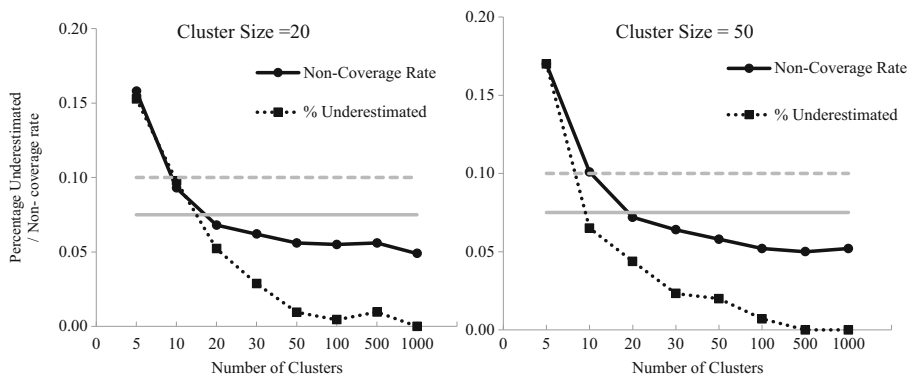 Cluster Size =20
Non-Coverage Rate
% Underestimated
0.20
0.15
0.10
0.05
0.00
Percentage Underestimated
/ Non- coverage rate
0 5 10 20 30 50 100 500 1000
Number of Clusters
Cluster Size = 50
Non-Coverage Rate
% Underestimated
0.20
0.15
0.10
0.05
0.00
0 5 10 20 30 50 100 500 1000
Number of Clusters